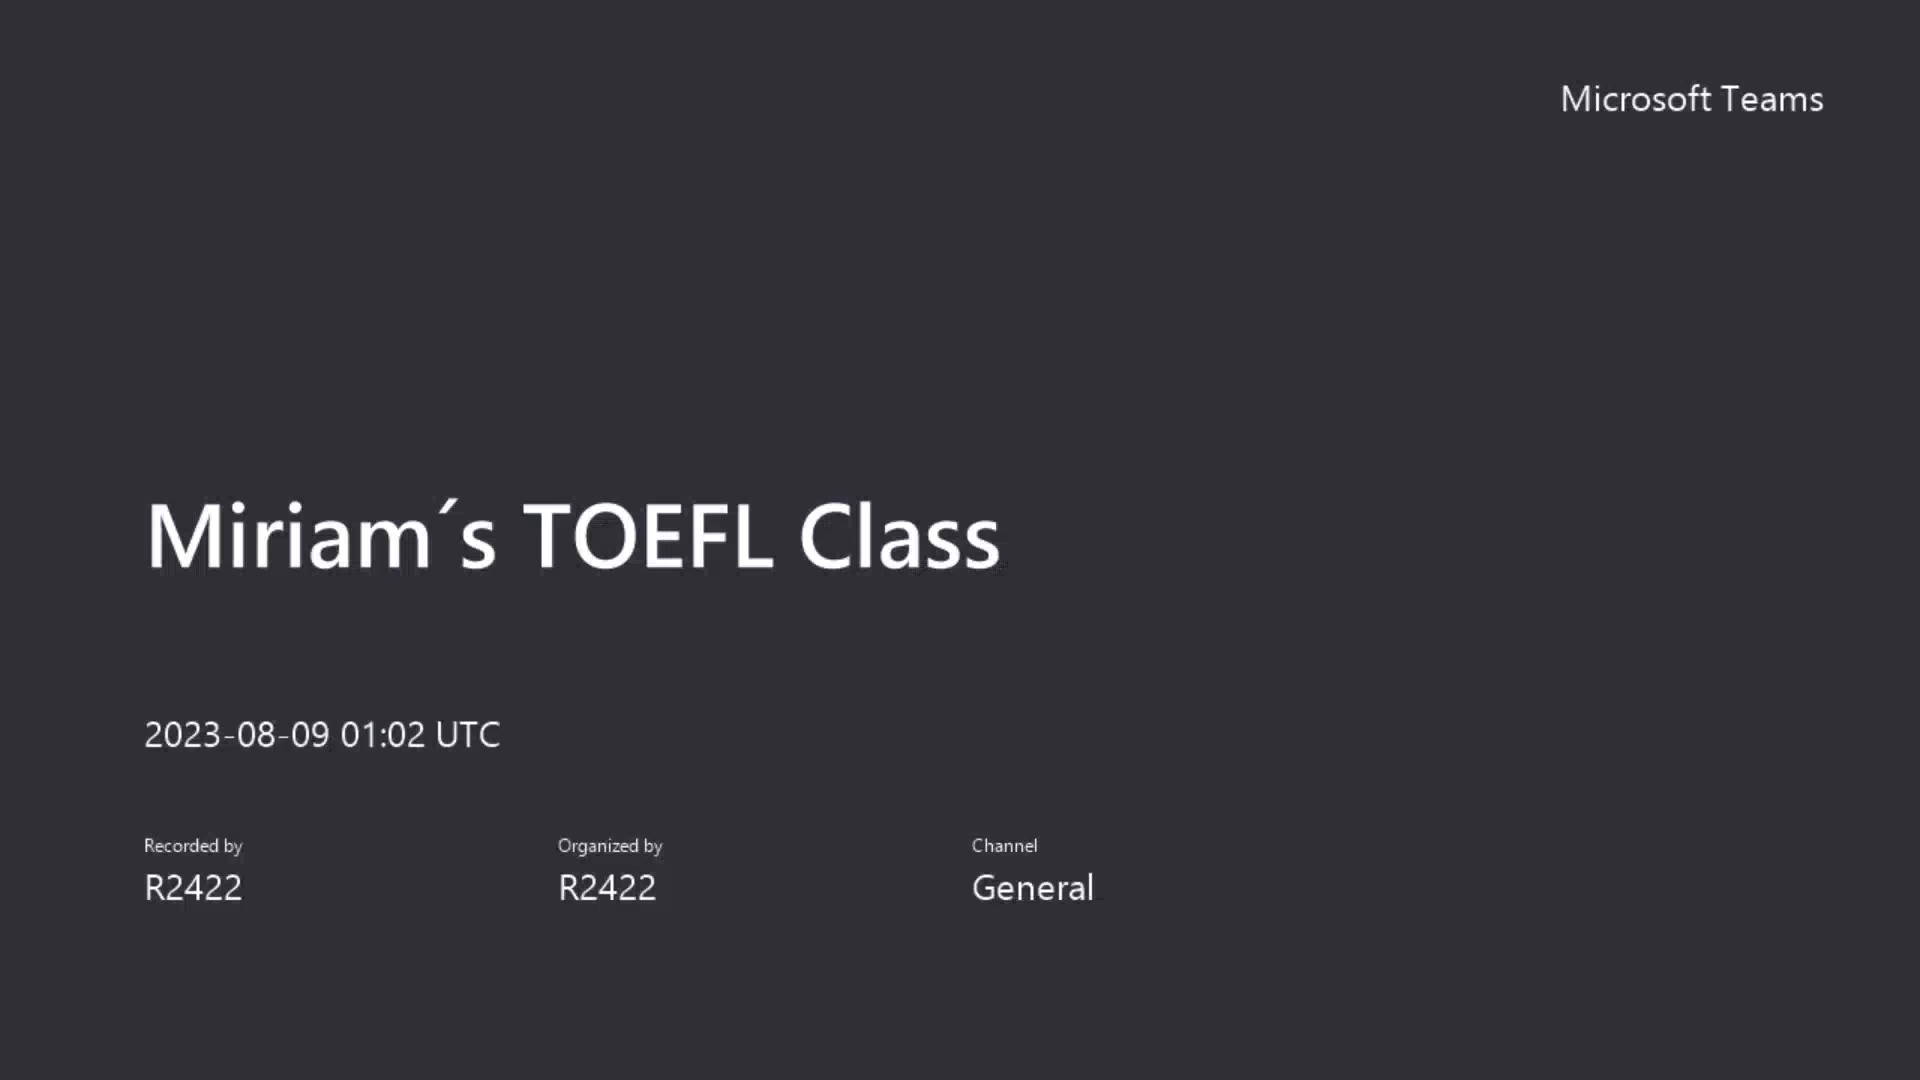 Microsoft Teams
Miriam´s TOEFL Class
2023-08-09 01:02 UTC
Recorded by
R2422
Organized by
R2422
Channel
General